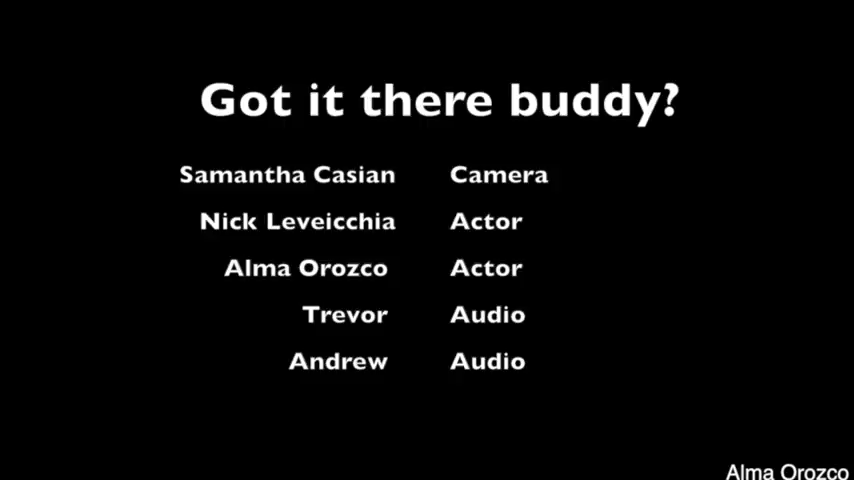 Got it there buddy?
Samantha Casian Camera
Nick Leveicchia Actor
Alma Orozco Actor
Trevor Audio
Andrew Audio
Alma Orozco